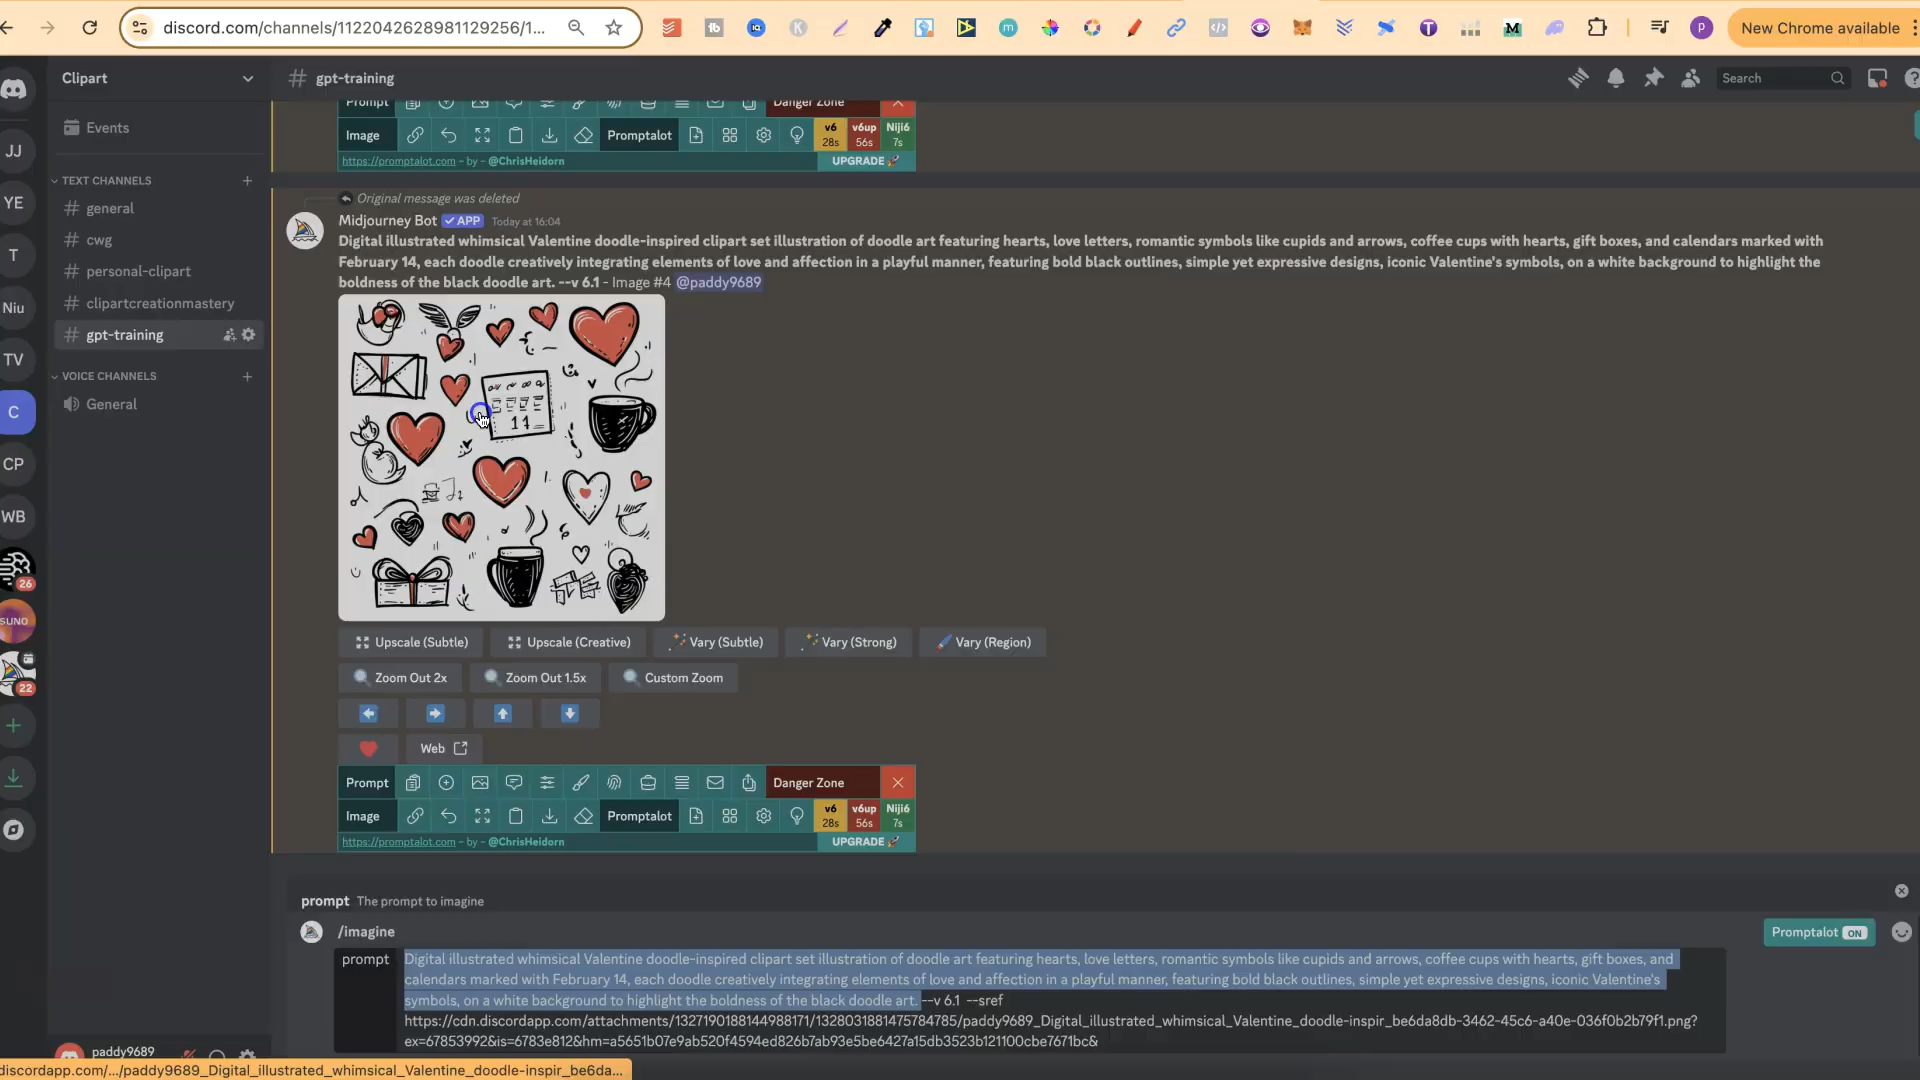 discord.com/channels/1122042628981129256/1...
New Chrome available
Clipart
# gpt-training
Search
Events
TEXT CHANNELS
general
cwg
personal-clipart
clipartcreationmastery
gpt-training
VOICE CHANNELS
General
JJ
YE
T
Niu
TV
C
CP
WB
26
SUNO
22
Prompt
Danger Zone
Image
Promptalot
v6
28s
v6up
56s
Niji6
7s
https://promptalot.com – by – @ChrisHeidorn
UPGRADE
Original message was deleted
Midjourney Bot APP Today at 16:04
Digital illustrated whimsical Valentine doodle-inspired clipart set illustration of doodle art featuring hearts, love letters, romantic symbols like cupids and arrows, coffee cups with hearts, gift boxes, and calendars marked with
February 14, each doodle creatively integrating elements of love and affection in a playful manner, featuring bold black outlines, simple yet expressive designs, iconic Valentine's symbols, on a white background to highlight the
boldness of the black doodle art. --v 6.1 - Image #4 @paddy9689
14
Upscale (Subtle)
Upscale (Creative)
Vary (Subtle)
Vary (Strong)
Vary (Region)
Zoom Out 2x
Zoom Out 1.5x
Custom Zoom
Web
Prompt
Danger Zone
Image
Promptalot
v6
28s
v6up
56s
Niji6
7s
https://promptalot.com – by – @ChrisHeidorn
UPGRADE
prompt The prompt to imagine
/imagine
Promptalot ON
prompt
Digital illustrated whimsical Valentine doodle-inspired clipart set illustration of doodle art featuring hearts, love letters, romantic symbols like cupids and arrows, coffee cups with hearts, gift boxes, and
calendars marked with February 14, each doodle creatively integrating elements of love and affection in a playful manner, featuring bold black outlines, simple yet expressive designs, iconic Valentine's
symbols, on a white background to highlight the boldness of the black doodle art. --v 6.1 --sref
https://cdn.discordapp.com/attachments/1327190188144988171/1328031881475784785/paddy9689_Digital_illustrated_whimsical_Valentine_doodle-inspir_be6da8db-3462-45c6-a40e-036f0b2b79f1.png?
ex=67853992&is=6783e812&hm=a5651b07e9ab520f4594ed826b7ab93e5be6427a15db3523b121100cbe7671bc&
paddy9689
discordapp.com/.../paddy9689_Digital_illustrated_whimsical_Valentine_doodle-inspir_be6da...